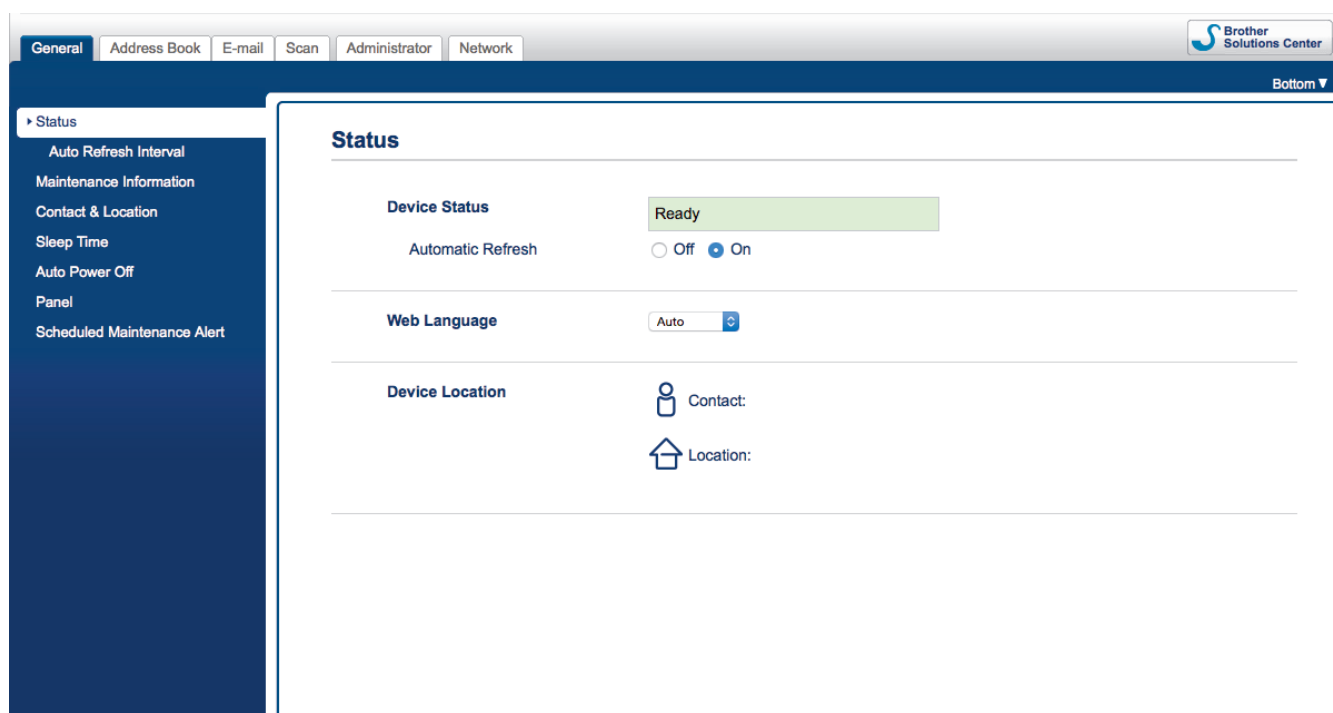 General
Address Book
E-mail
Scan
Administrator
Network
Brother
Solutions Center
Bottom ▼
Status
Auto Refresh Interval
Maintenance Information
Contact & Location
Sleep Time
Auto Power Off
Panel
Scheduled Maintenance Alert
Status
Device Status
Ready
Automatic Refresh
Off On
Web Language
Auto
Device Location
Contact:
Location: